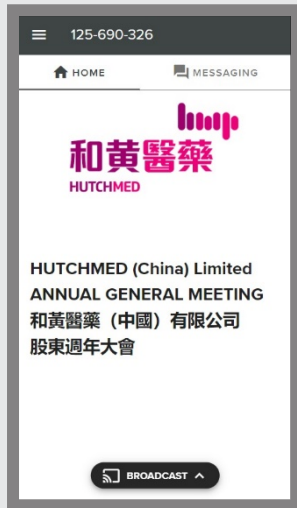 125-690-326
HOME
MESSAGING
和黄醫藥
HUTCHMED
HUTCHMED (China) Limited
ANNUAL GENERAL MEETING
和黃醫藥（中國）有限公司
股東週年大會
BROADCAST